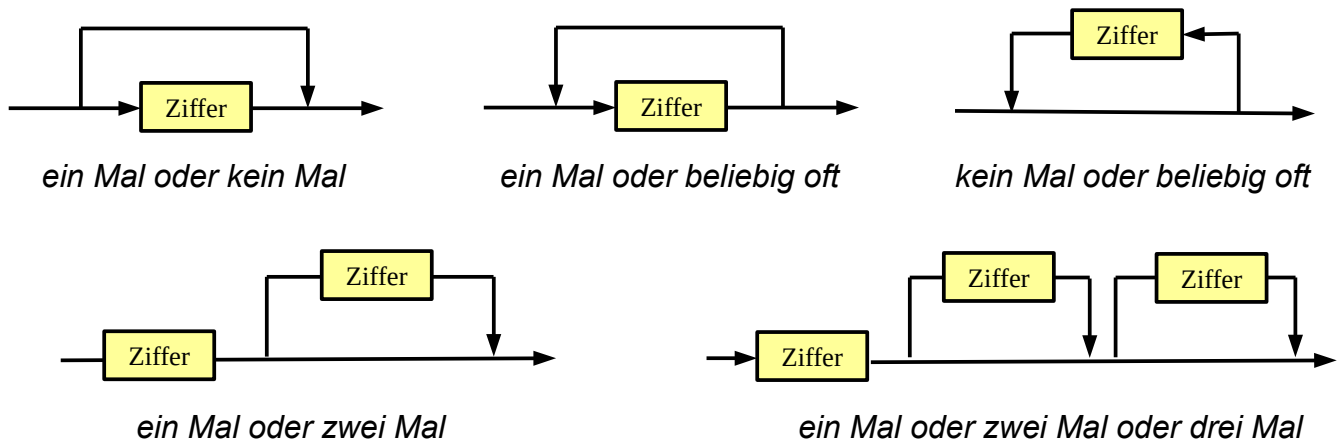 Ziffer
Ziffer
Ziffer
ein Mal oder kein Mal
ein Mal oder beliebig oft
kein Mal oder beliebig oft
Ziffer
Ziffer
Ziffer
Ziffer
Ziffer
ein Mal oder zwei Mal
ein Mal oder zwei Mal oder drei Mal